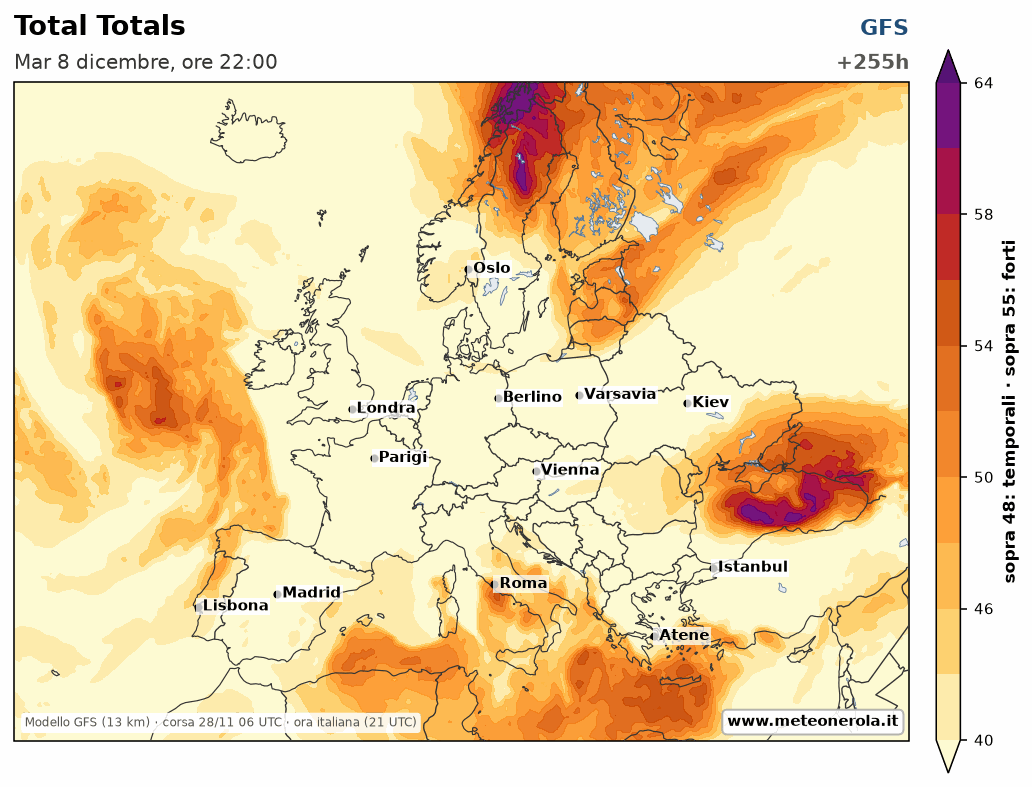 Total Totals
GFS
Mar 8 dicembre, ore 22:00
+255h
64
58
54
50
46
40
sopra 48: temporali · sopra 55: forti
Oslo
Berlino
Varsavia
Kiev
Londra
Parigi
Vienna
Istanbul
Roma
Madrid
Lisbona
Atene
Modello GFS (13 km) · corsa 28/11 06 UTC · ora italiana (21 UTC)
www.meteonerola.it